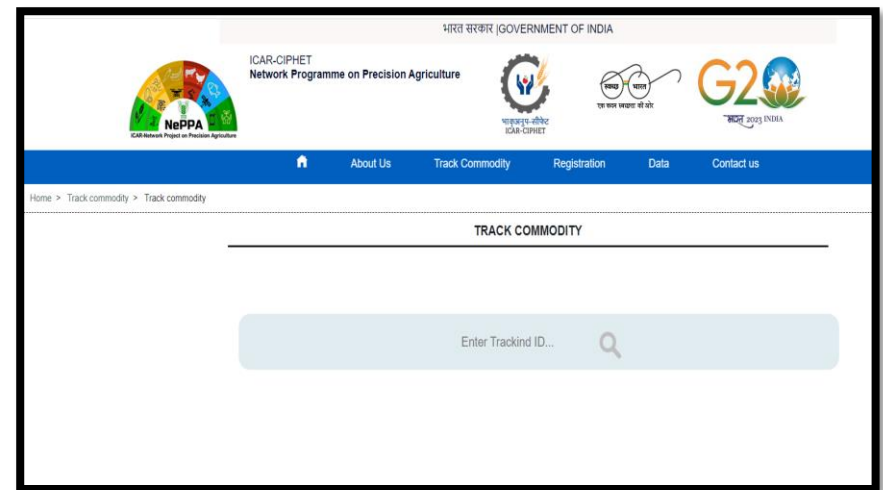 भारत सरकार |GOVERNMENT OF INDIA
ICAR-CIPHET
Network Programme on Precision Agriculture
NePPA
ICAR-Network Project on Precision Agriculture
भाकृअनुप-सीफेट
ICAR-CIPHET
स्वच्छ भारत
एक कदम स्वच्छता की ओर
G20
भारत 2023 INDIA
About Us Track Commodity Registration Data Contact us
Home > Track commodity > Track commodity
TRACK COMMODITY
Enter Trackind ID...